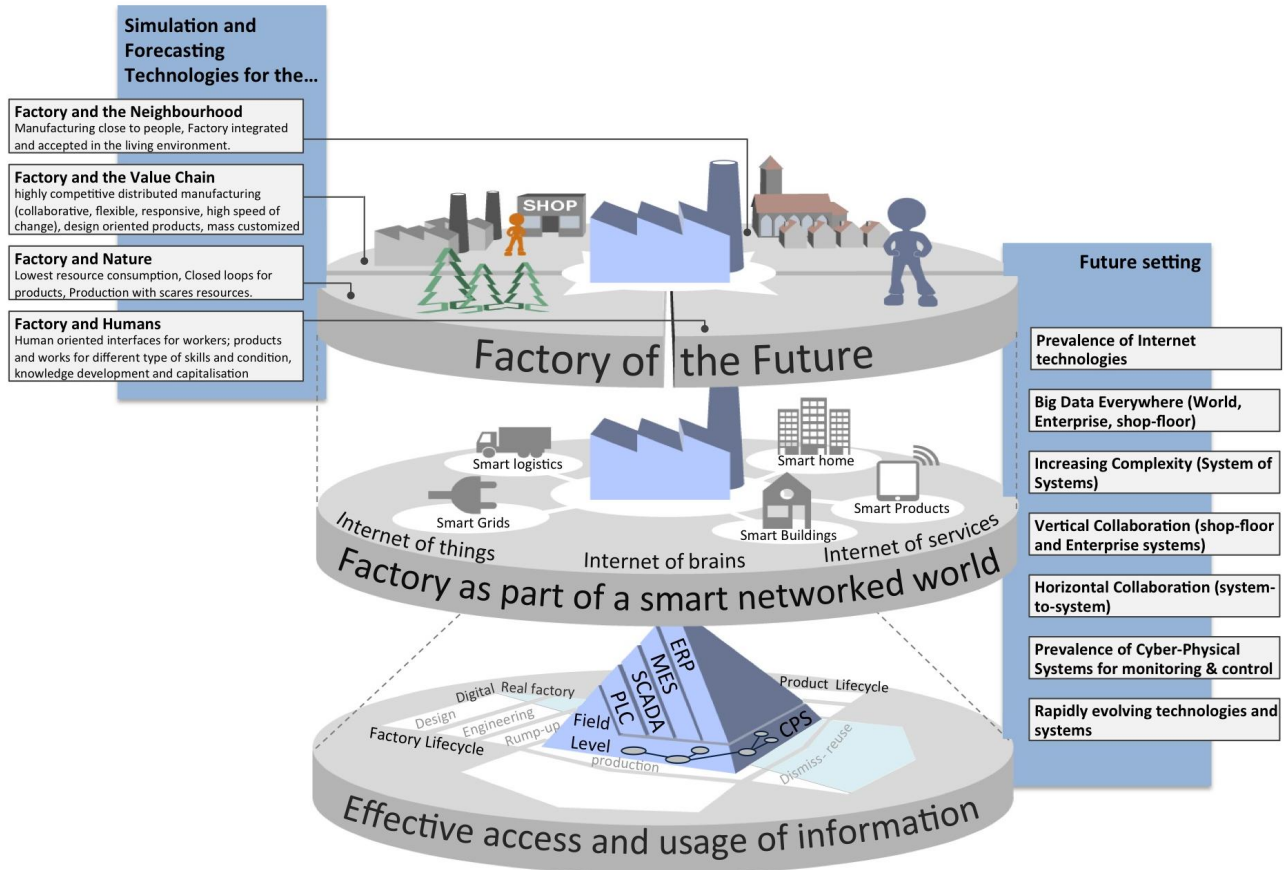 Simulation and
Forecasting
Technologies for the...
Factory and the Neighbourhood
Manufacturing close to people, Factory integrated
and accepted in the living environment.
Factory and the Value Chain
highly competitive distributed manufacturing
(collaborative, flexible, responsive, high speed of
change), design oriented products, mass customized
Factory and Nature
Lowest resource consumption, Closed loops for
products, Production with scares resources.
Factory and Humans
Human oriented interfaces for workers; products
and works for different type of skills and condition,
knowledge development and capitalisation
SHOP
Factory of the Future
Smart logistics
Smart home
Smart Grids
Smart Buildings
Smart Products
Internet of things
Internet of brains
Internet of services
Factory as part of a smart networked world
ERP
MES
SCADA
PLC
Field
Level
CPS
Digital Real factory
Product Lifecycle
Design
Engineering
Rump-up
Factory Lifecycle
production
Dismiss- reuse
Effective access and usage of information
Future setting
Prevalence of Internet
technologies
Big Data Everywhere (World,
Enterprise, shop-floor)
Increasing Complexity (System of
Systems)
Vertical Collaboration (shop-floor
and Enterprise systems)
Horizontal Collaboration (system-
to-system)
Prevalence of Cyber-Physical
Systems for monitoring & control
Rapidly evolving technologies and
systems